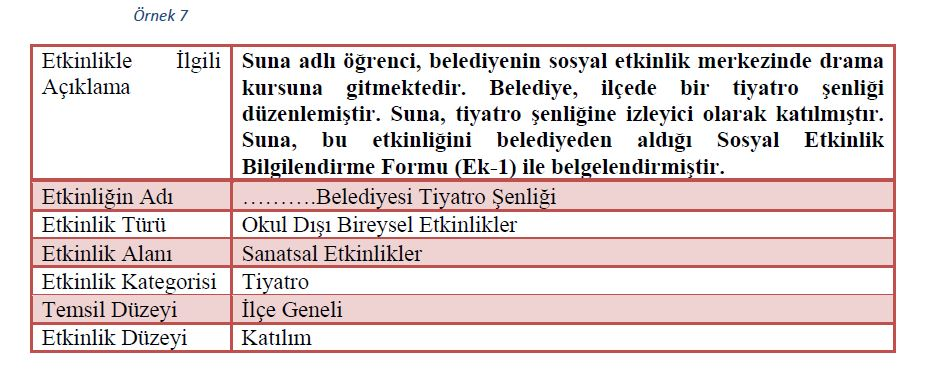 Örnek 7
Etkinlikle İlgili Açıklama
Suna adlı öğrenci, belediyenin sosyal etkinlik merkezinde drama
kursuna gitmektedir. Belediye, ilçede bir tiyatro şenliği
düzenlemiştir. Suna, tiyatro şenliğine izleyici olarak katılmıştır.
Suna, bu etkinliğini belediyeden aldığı Sosyal Etkinlik
Bilgilendirme Formu (Ek-1) ile belgelendirmiştir.
Etkinliğin Adı ……….Belediyesi Tiyatro Şenliği
Etkinlik Türü Okul Dışı Bireysel Etkinlikler
Etkinlik Alanı Sanatsal Etkinlikler
Etkinlik Kategorisi Tiyatro
Temsil Düzeyi İlçe Geneli
Etkinlik Düzeyi Katılım